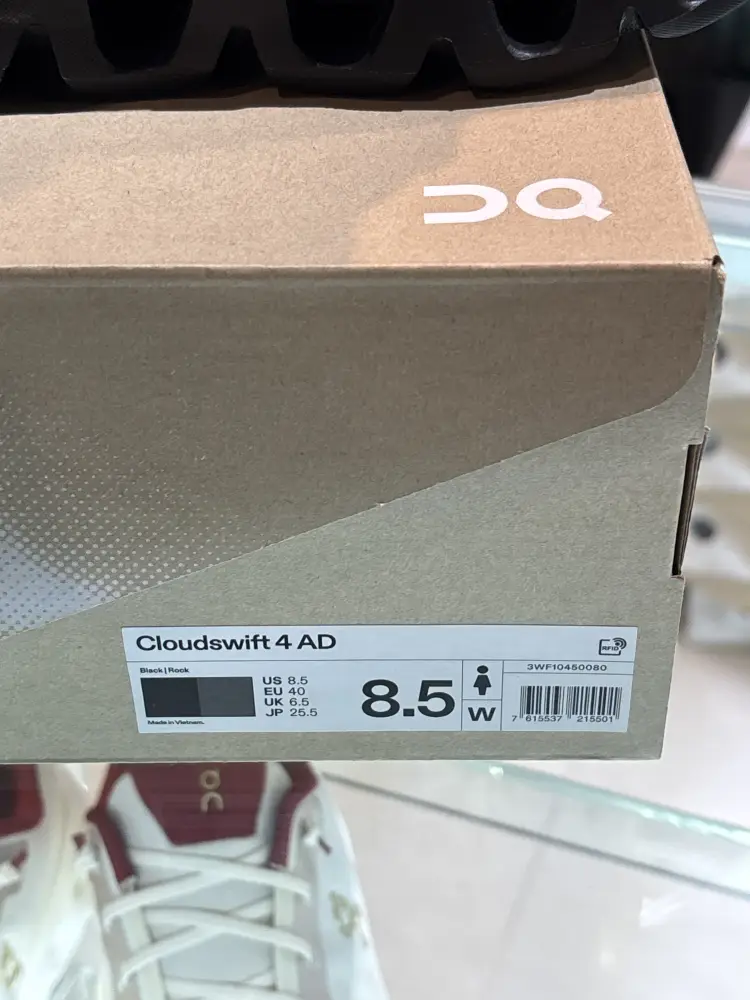 On
Cloudswift 4 AD
RFID
Black | Rock
US 8.5
EU 40
UK 6.5
JP 25.5
8.5
W
3WF10450080
7 615537 215501
Made in Vietnam.
On